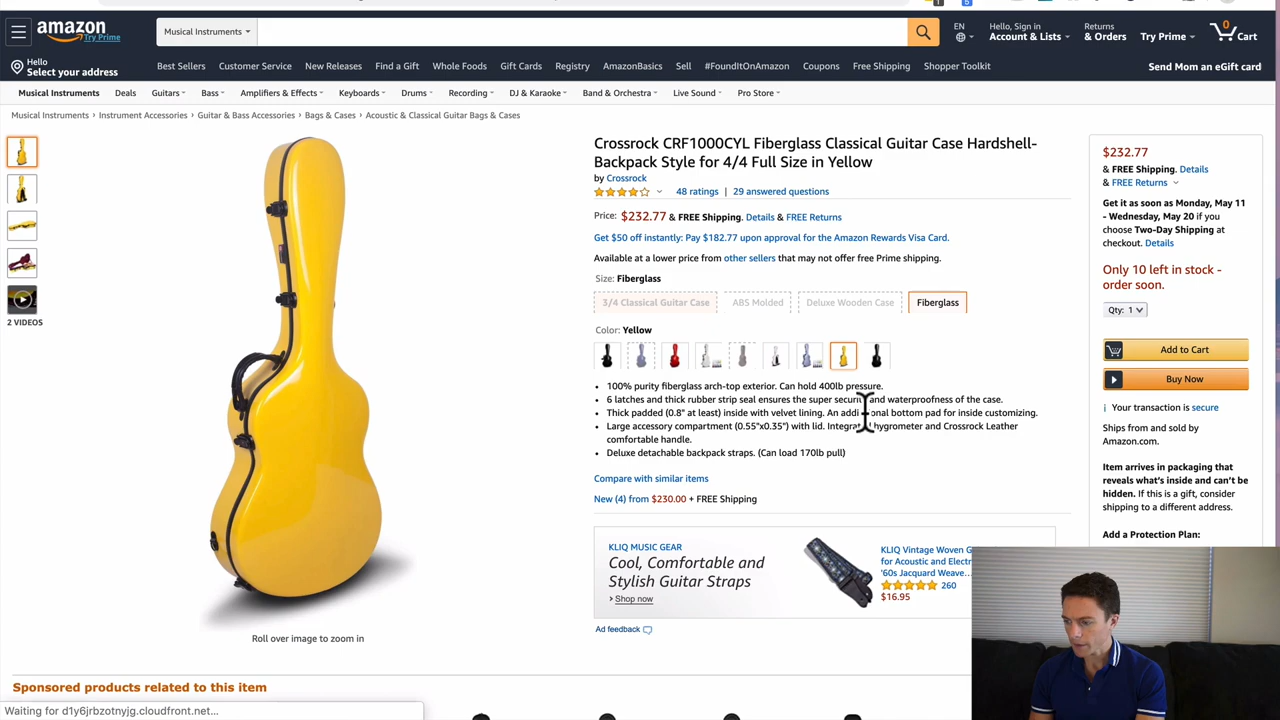 amazon
Try Prime
Musical Instruments
EN
Hello, Sign in
Account & Lists
Returns
& Orders
Try Prime
0
Cart
Hello
Select your address
Best Sellers
Customer Service
New Releases
Find a Gift
Whole Foods
Gift Cards
Registry
AmazonBasics
Sell
#FoundItOnAmazon
Coupons
Free Shipping
Shopper Toolkit
Send Mom an eGift card
Musical Instruments
Deals
Guitars
Bass
Amplifiers & Effects
Keyboards
Drums
Recording
DJ & Karaoke
Band & Orchestra
Live Sound
Pro Store
Musical Instruments › Instrument Accessories › Guitar & Bass Accessories › Bags & Cases › Acoustic & Classical Guitar Bags & Cases
2 VIDEOS
Roll over image to zoom in
Crossrock CRF1000CYL Fiberglass Classical Guitar Case Hardshell-
Backpack Style for 4/4 Full Size in Yellow
by Crossrock
48 ratings | 29 answered questions
Price: $232.77 & FREE Shipping. Details & FREE Returns
Get $50 off instantly: Pay $182.77 upon approval for the Amazon Rewards Visa Card.
Available at a lower price from other sellers that may not offer free Prime shipping.
Size: Fiberglass
3/4 Classical Guitar Case
ABS Molded
Deluxe Wooden Case
Fiberglass
Color: Yellow
• 100% purity fiberglass arch-top exterior. Can hold 400lb pressure.
• 6 latches and thick rubber strip seal ensures the super security and waterproofness of the case.
• Thick padded (0.8" at least) inside with velvet lining. An additional bottom pad for inside customizing.
• Large accessory compartment (0.55"x0.35") with lid. Integrated hygrometer and Crossrock Leather
comfortable handle.
• Deluxe detachable backpack straps. (Can load 170lb pull)
Compare with similar items
New (4) from $230.00 + FREE Shipping
KLIQ MUSIC GEAR
Cool, Comfortable and
Stylish Guitar Straps
› Shop now
KLIQ Vintage Woven G
for Acoustic and Electr
'60s Jacquard Weave...
260
$16.95
Ad feedback
$232.77
& FREE Shipping. Details
& FREE Returns
Get it as soon as Monday, May 11
- Wednesday, May 20 if you
choose Two-Day Shipping at
checkout. Details
Only 10 left in stock -
order soon.
Qty: 1
Add to Cart
Buy Now
Your transaction is secure
Ships from and sold by
Amazon.com.
Item arrives in packaging that
reveals what's inside and can't be
hidden. If this is a gift, consider
shipping to a different address.
Add a Protection Plan:
Sponsored products related to this item
Waiting for d1y6jrbzotnyjg.cloudfront.net...